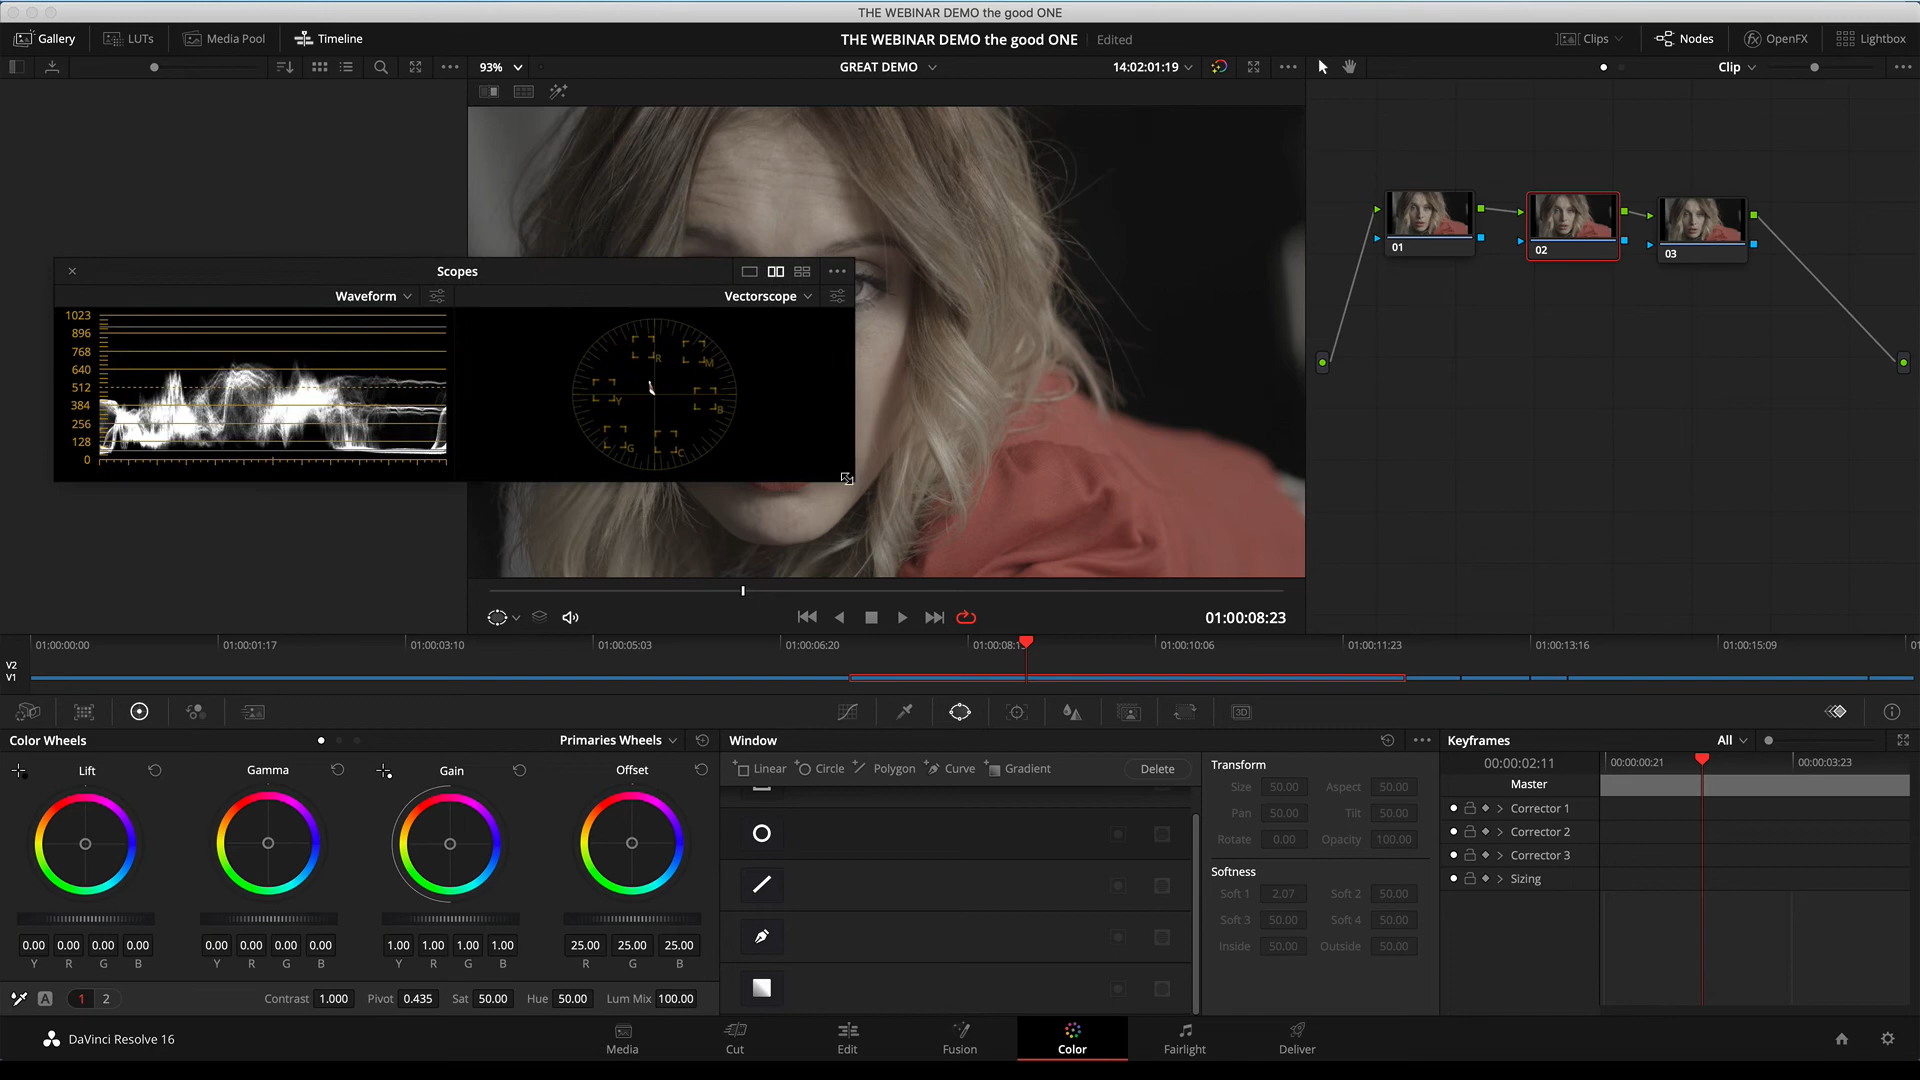 THE WEBINAR DEMO the good ONE
Gallery LUTs Media Pool Timeline THE WEBINAR DEMO the good ONE Edited Clips Nodes OpenFX Lightbox
93% GREAT DEMO 14:02:01:19 Clip
Scopes
Waveform Vectorscope
1023
896
768
640
512
384
256
128
0
R M
Y B
G C
01 02 03
01:00:08:23
01:00:00:00 01:00:01:17 01:00:03:10 01:00:05:03 01:00:06:20 01:00:08:1 01:00:10:06 01:00:11:23 01:00:13:16 01:00:15:09 01
V2
V1
3D
Color Wheels Primaries Wheels
Lift Gamma Gain Offset
0.00 0.00 0.00 0.00 0.00 0.00 0.00 0.00 1.00 1.00 1.00 1.00 25.00 25.00 25.00
Y R G B Y R G B Y R G B R G B
A 1 2 Contrast 1.000 Pivot 0.435 Sat 50.00 Hue 50.00 Lum Mix 100.00
Window
Linear Circle Polygon Curve Gradient Delete
Transform
Size 50.00 Aspect 50.00
Pan 50.00 Tilt 50.00
Rotate 0.00 Opacity 100.00
Softness
Soft 1 2.07 Soft 2 50.00
Soft 3 50.00 Soft 4 50.00
Inside 50.00 Outside 50.00
Keyframes All
00:00:02:11 00:00:00:21 00:00:03:23
Master
Corrector 1
Corrector 2
Corrector 3
Sizing
DaVinci Resolve 16 Media Cut Edit Fusion Color Fairlight Deliver